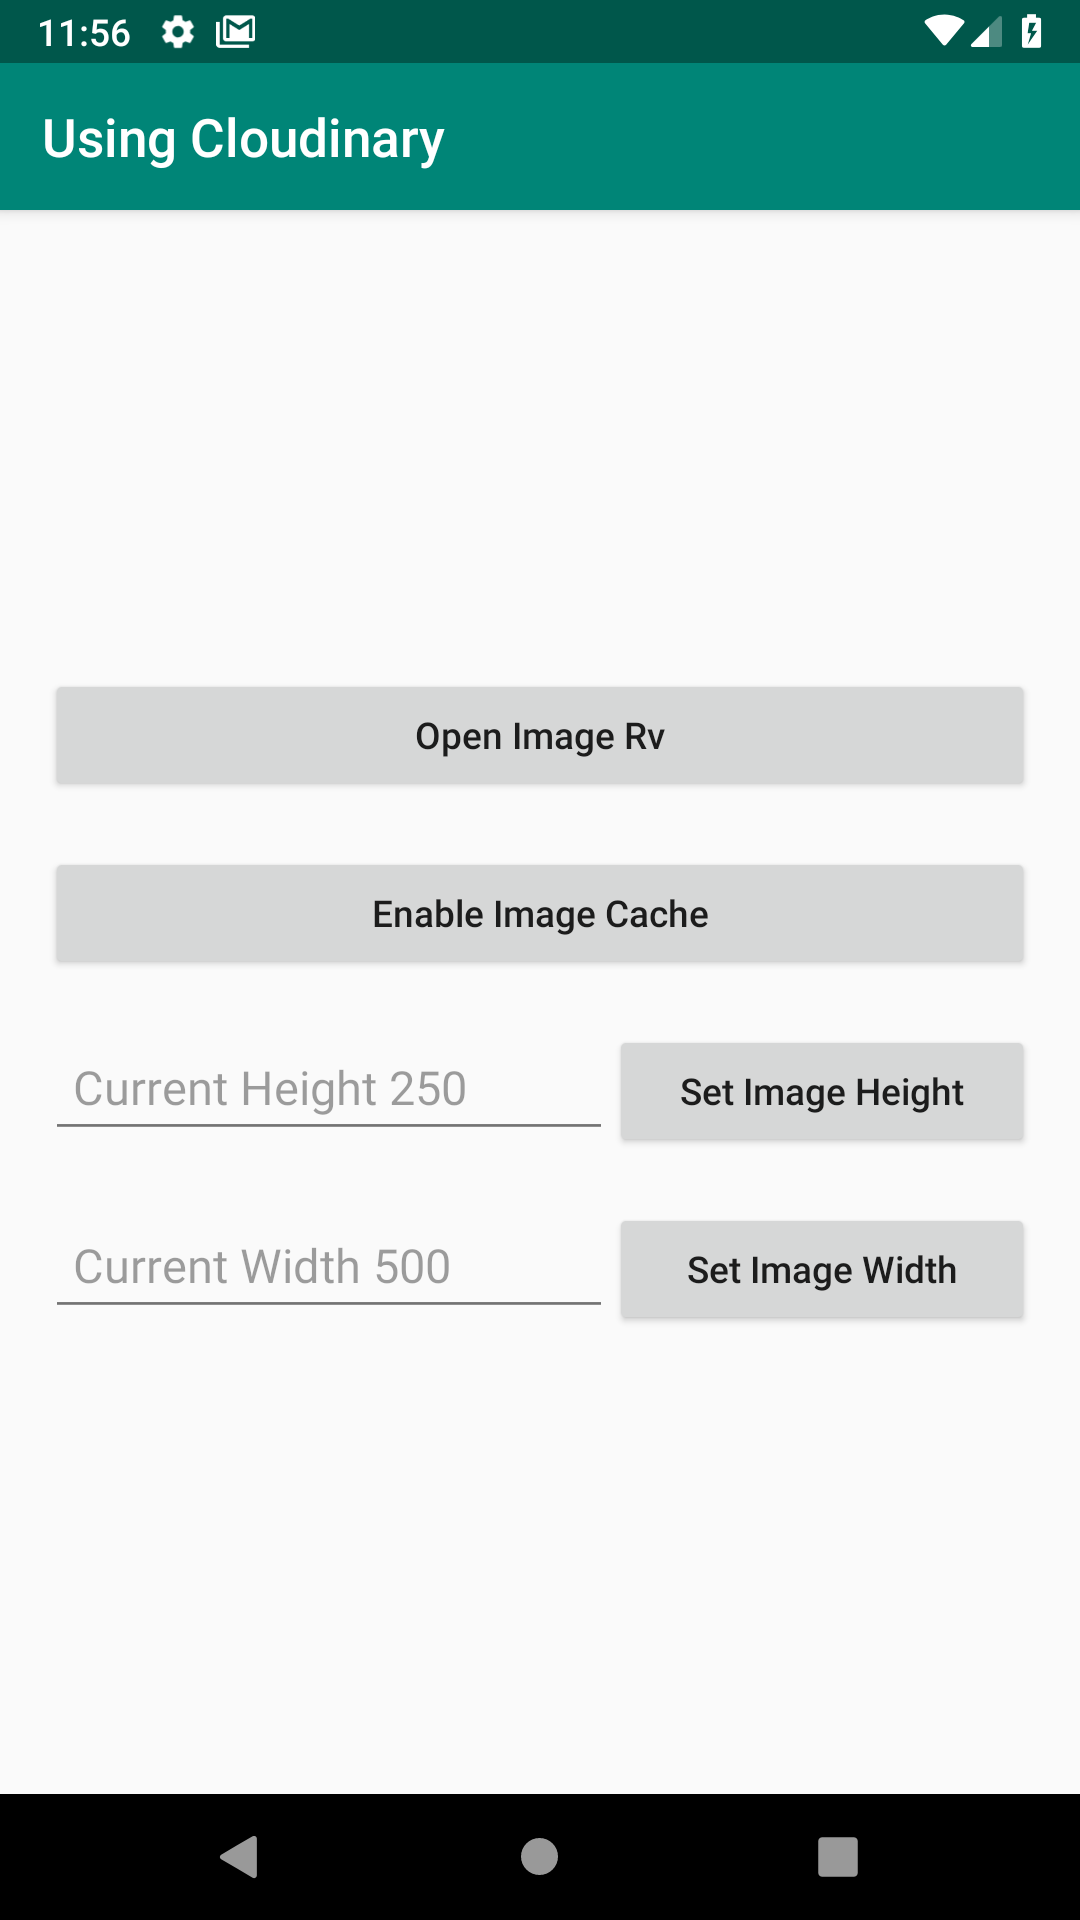 11:56
Using Cloudinary
Open Image Rv
Enable Image Cache
Current Height 250
Set Image Height
Current Width 500
Set Image Width